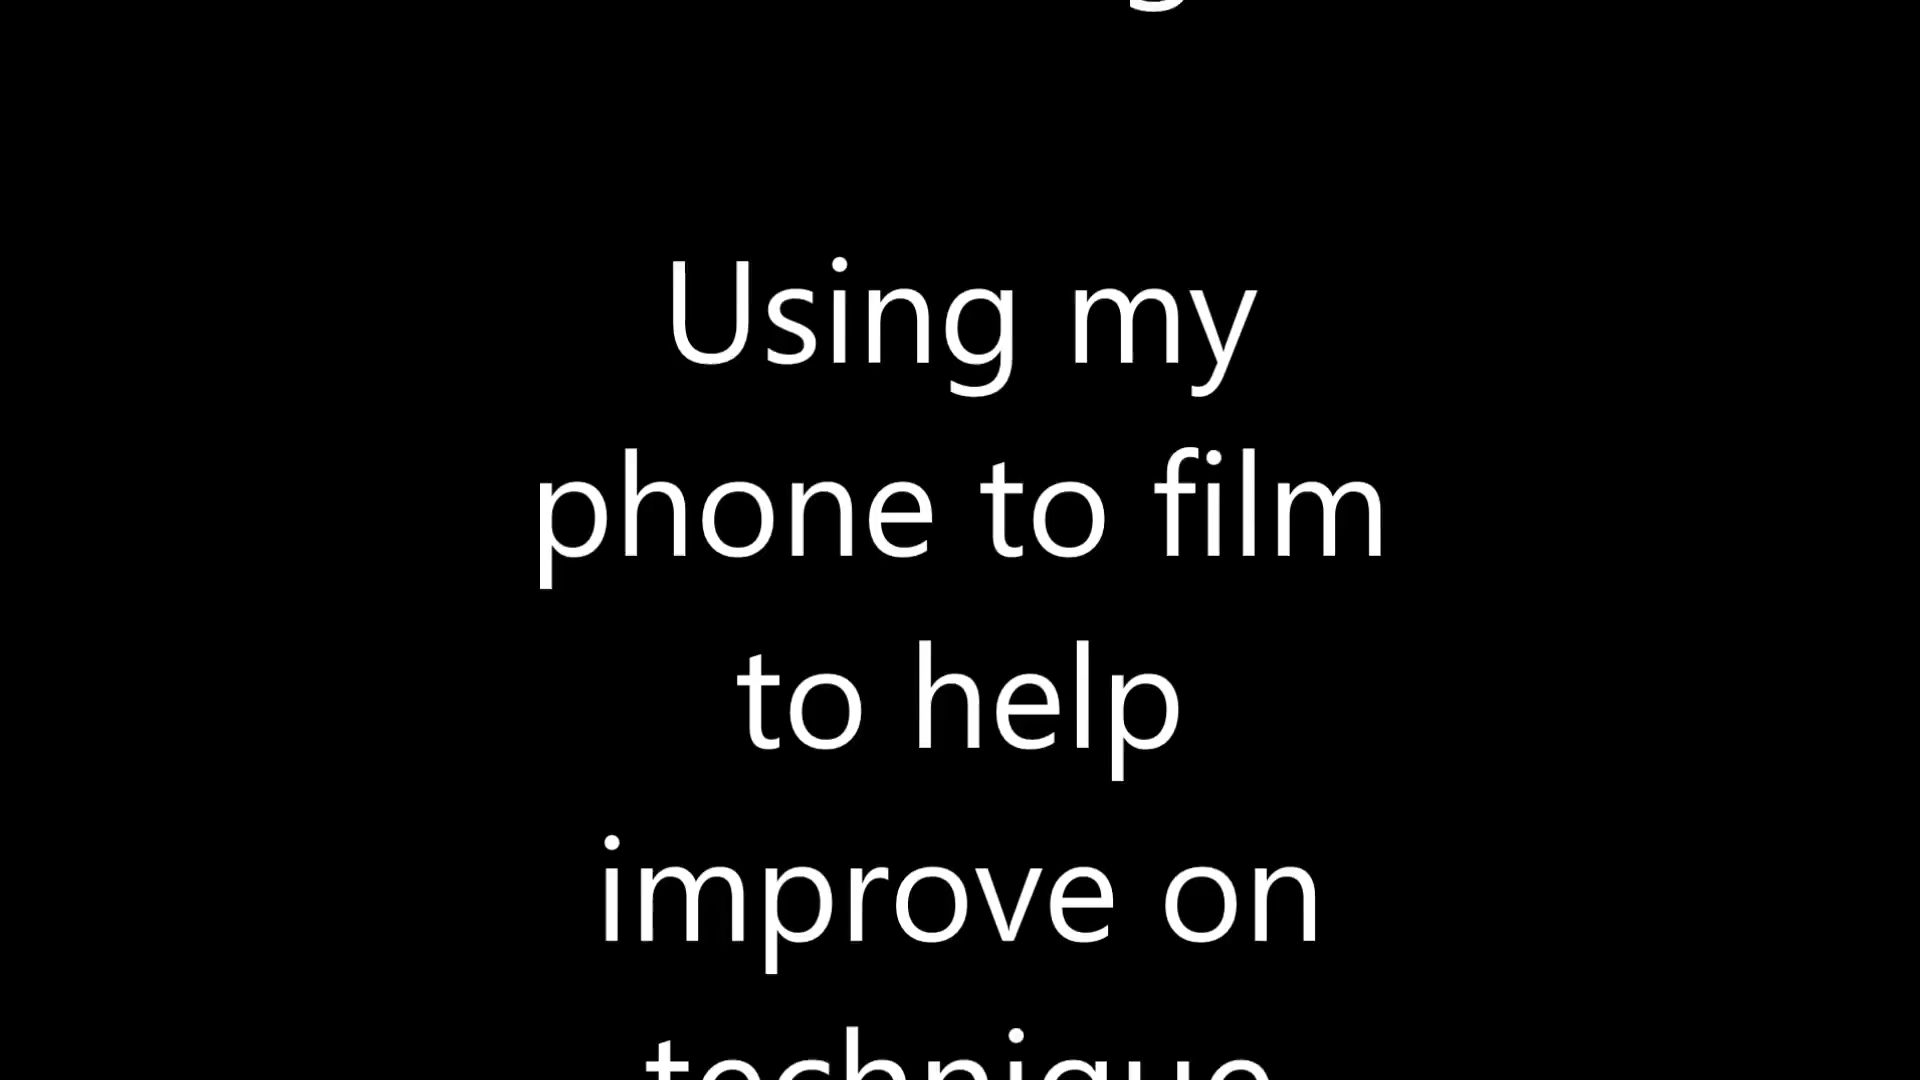 Using my
phone to film
to help
improve on
technique